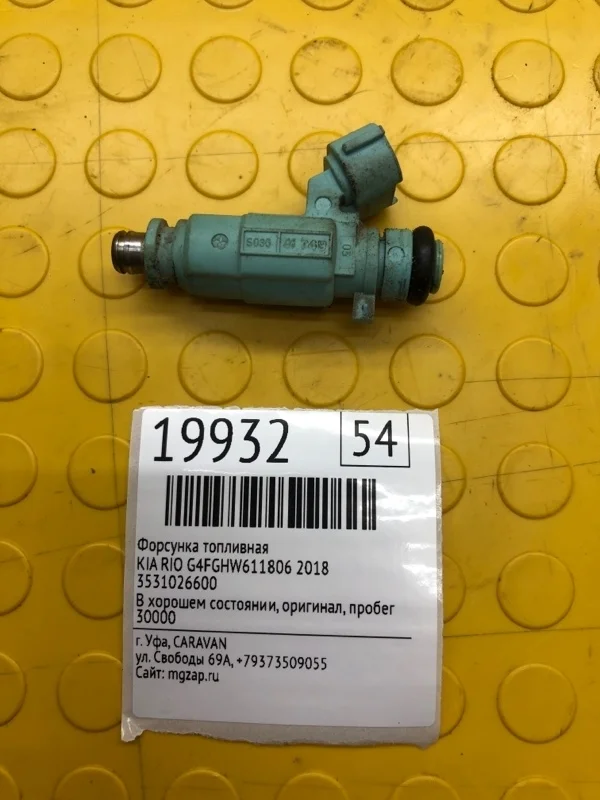 19932 54
Форсунка топливная
KIA RIO G4FGHW611806 2018
3531026600
В хорошем состоянии, оригинал, пробег
30000
г. Уфа, CARAVAN
ул. Свободы 69А, +79373509055
Сайт: mgzap.ru